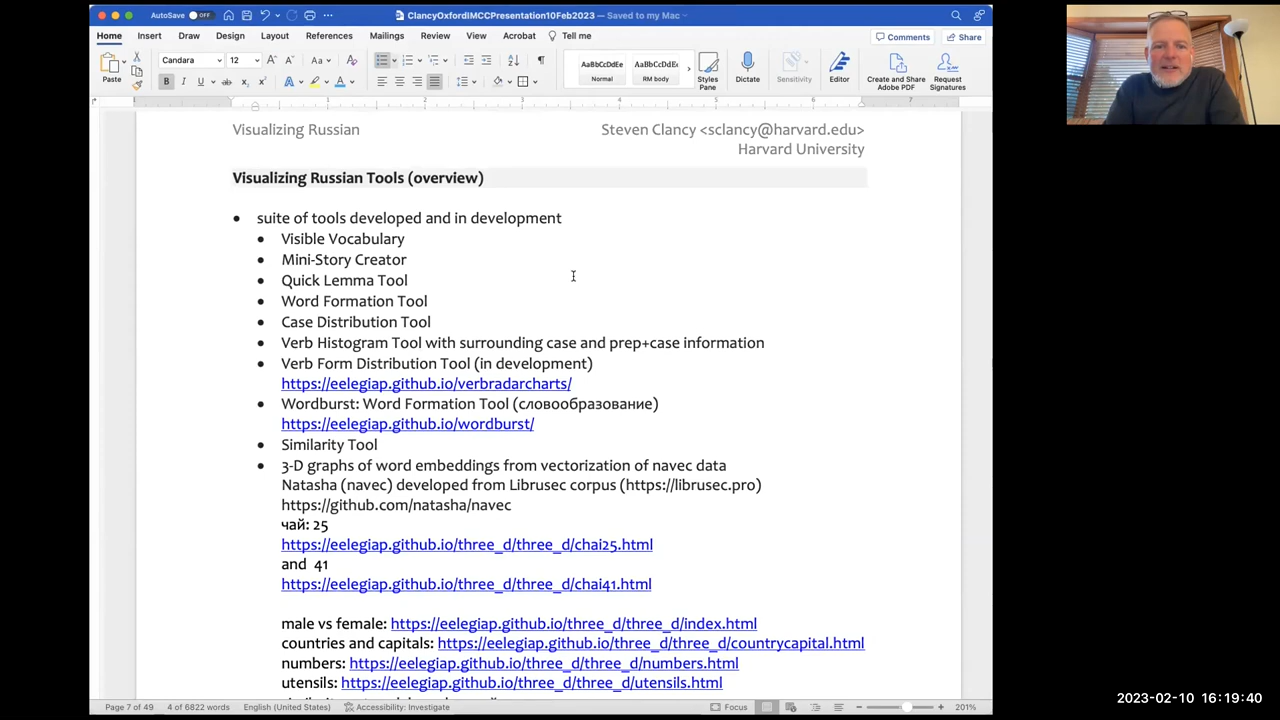 AutoSave OFF
ClancyOxfordIMCCPresentation10Feb2023 — Saved to my Mac
Home Insert Draw Design Layout References Mailings Review View Acrobat Tell me
Comments Share
Paste
Candara 12
AaBbCcDdEe AaBbCcDdE
Normal RM body
Styles Pane
Dictate
Sensitivity
Editor
Create and Share Adobe PDF
Request Signatures
Visualizing Russian Steven Clancy <sclancy@harvard.edu>
Harvard University
Visualizing Russian Tools (overview)
• suite of tools developed and in development
• Visible Vocabulary
• Mini-Story Creator
• Quick Lemma Tool
• Word Formation Tool
• Case Distribution Tool
• Verb Histogram Tool with surrounding case and prep+case information
• Verb Form Distribution Tool (in development)
https://eelegiap.github.io/verbradarcharts/
• Wordburst: Word Formation Tool (словообразование)
https://eelegiap.github.io/wordburst/
• Similarity Tool
• 3-D graphs of word embeddings from vectorization of navec data
Natasha (navec) developed from Librusec corpus (https://librusec.pro)
https://github.com/natasha/navec
чай: 25
https://eelegiap.github.io/three_d/three_d/chai25.html
and 41
https://eelegiap.github.io/three_d/three_d/chai41.html
male vs female: https://eelegiap.github.io/three_d/three_d/index.html
countries and capitals: https://eelegiap.github.io/three_d/three_d/countrycapital.html
numbers: https://eelegiap.github.io/three_d/three_d/numbers.html
utensils: https://eelegiap.github.io/three_d/three_d/utensils.html
Page 7 of 49 4 of 6822 words English (United States) Accessibility: Investigate Focus 201%
2023-02-10 16:19:40